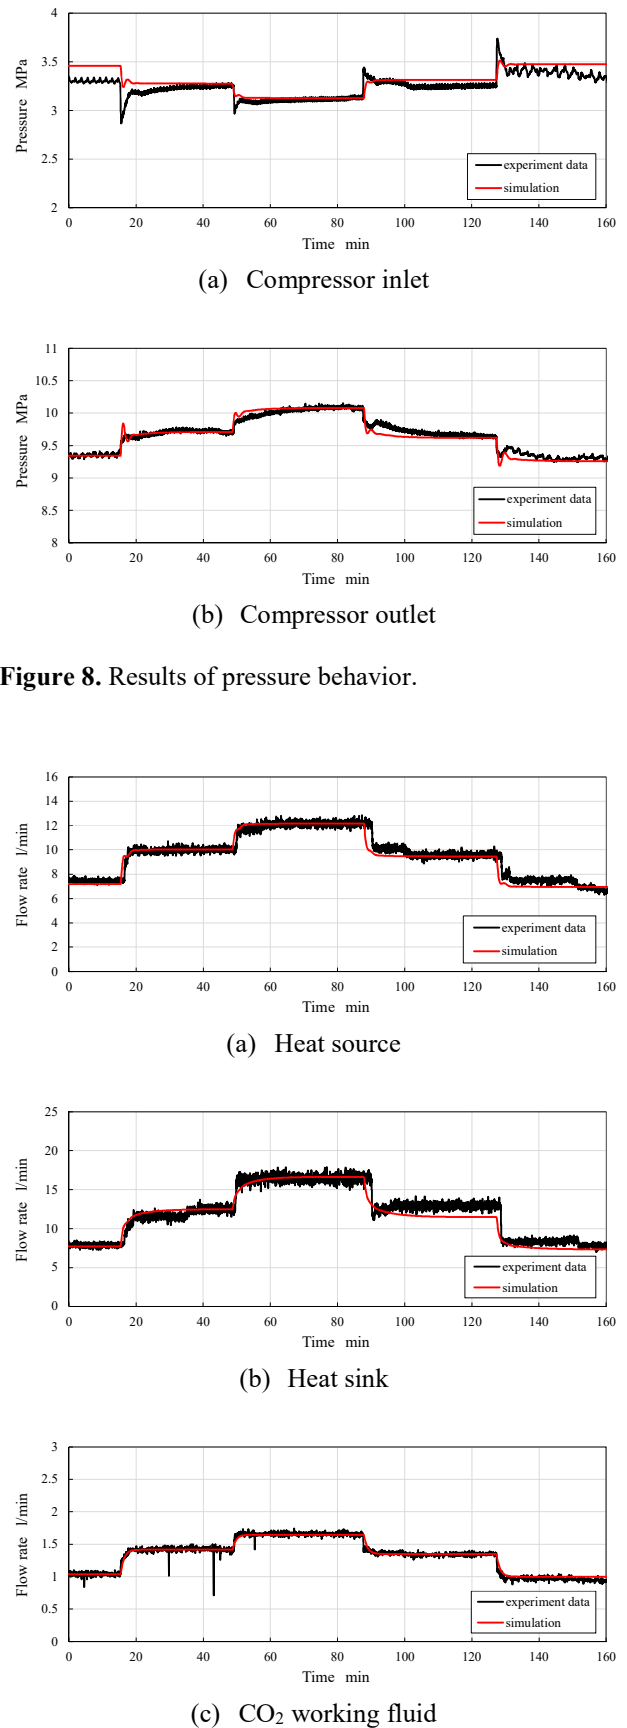 4
3.5
3
2.5
2
Pressure MPa
experiment data
simulation
0 20 40 60 80 100 120 140 160
Time min
(a) Compressor inlet
11
10.5
10
9.5
9
8.5
8
Pressure MPa
experiment data
simulation
0 20 40 60 80 100 120 140 160
Time min
(b) Compressor outlet
Figure 8. Results of pressure behavior.
16
14
12
10
8
6
4
2
0
Flow rate l/min
experiment data
simulation
0 20 40 60 80 100 120 140 160
Time min
(a) Heat source
25
20
15
10
5
0
Flow rate l/min
experiment data
simulation
0 20 40 60 80 100 120 140 160
Time min
(b) Heat sink
3
2.5
2
1.5
1
0.5
0
Flow rate l/min
experiment data
simulation
0 20 40 60 80 100 120 140 160
Time min
(c) CO₂ working fluid